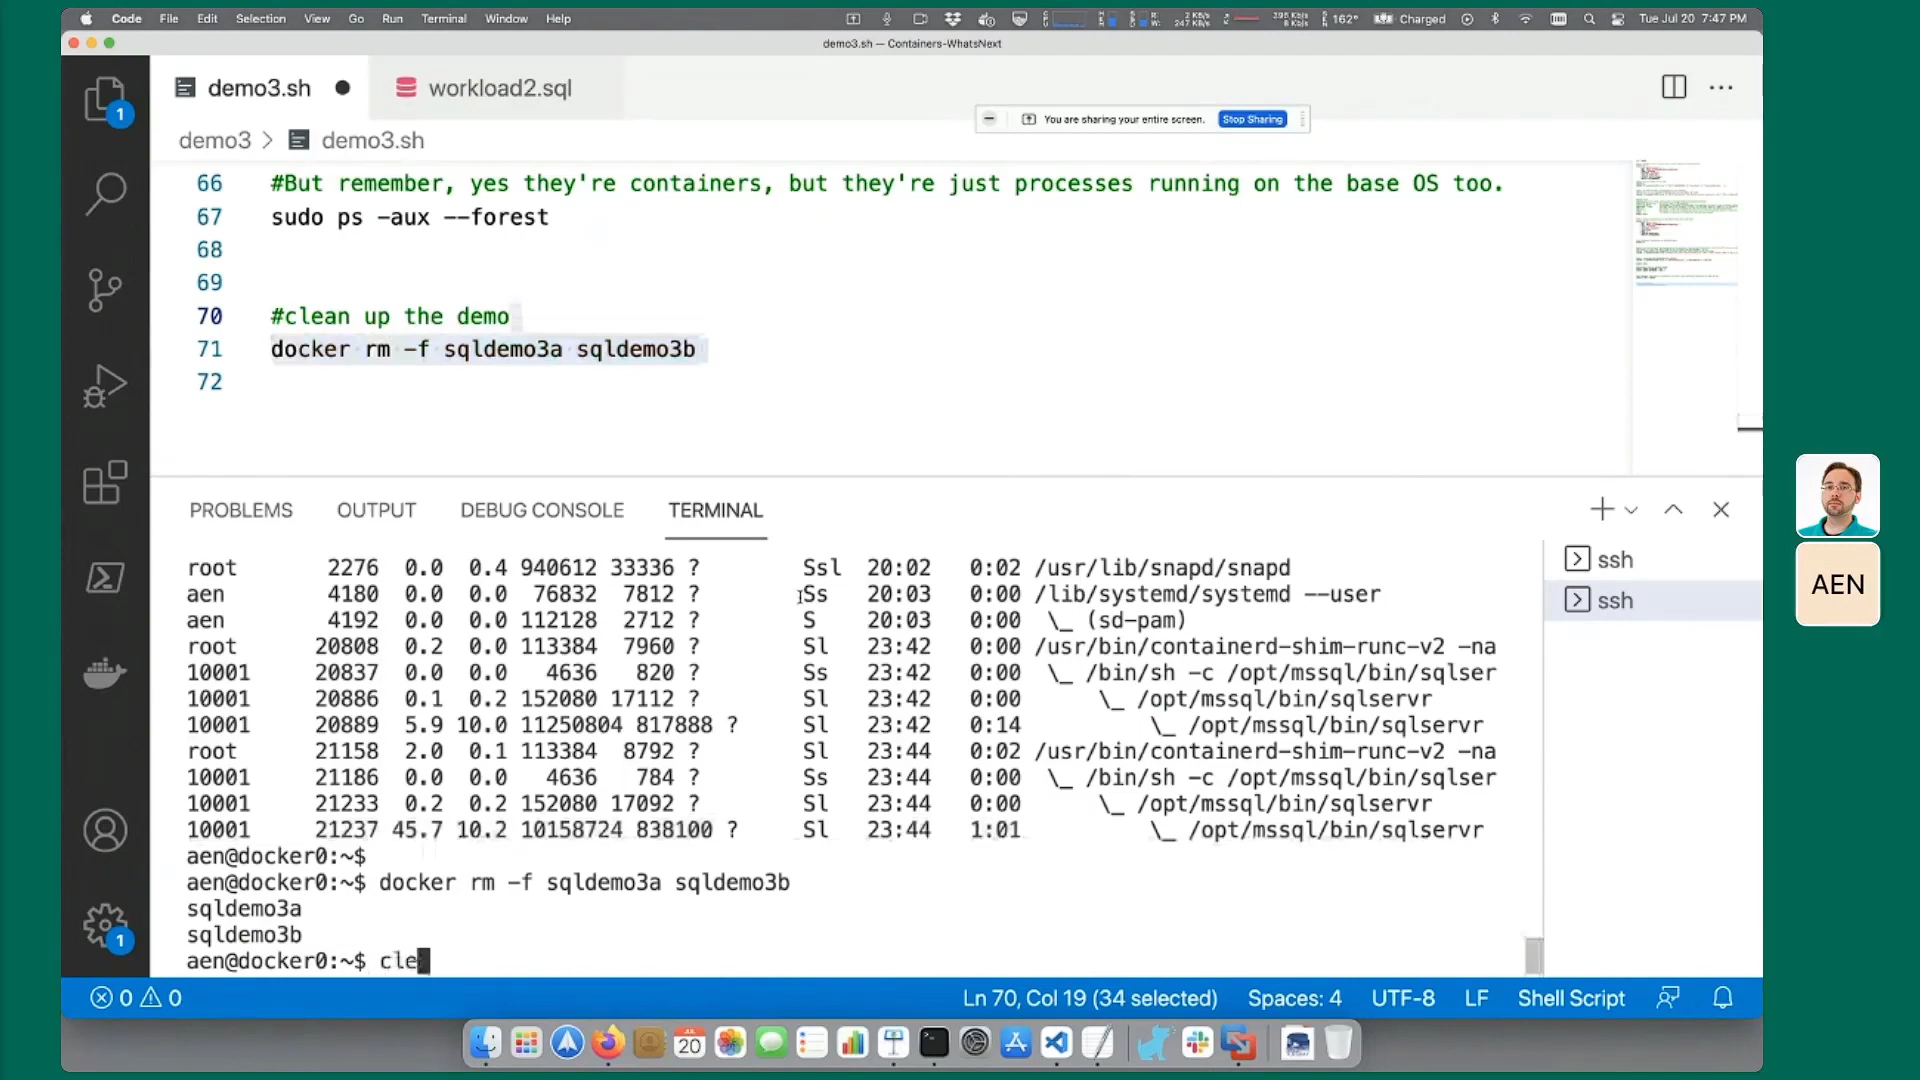 Code File Edit Selection View Go Run Terminal Window Help
2 KB/s
247 KB/s
395 Kb/s
8 Kb/s
162° Charged Tue Jul 20 7:47 PM
demo3.sh — Containers-WhatsNext
demo3.sh
workload2.sql
1
You are sharing your entire screen. Stop Sharing
demo3 > demo3.sh
66 #But remember, yes they're containers, but they're just processes running on the base OS too.
67 sudo ps -aux --forest
68
69
70 #clean up the demo
71 docker rm -f sqldemo3a sqldemo3b
72
PROBLEMS OUTPUT DEBUG CONSOLE TERMINAL
root 2276 0.0 0.4 940612 33336 ? Ssl 20:02 0:02 /usr/lib/snapd/snapd
aen 4180 0.0 0.0 76832 7812 ? Ss 20:03 0:00 /lib/systemd/systemd --user
aen 4192 0.0 0.0 112128 2712 ? S 20:03 0:00 \_ (sd-pam)
root 20808 0.2 0.0 113384 7960 ? Sl 23:42 0:00 /usr/bin/containerd-shim-runc-v2 -na
10001 20837 0.0 0.0 4636 820 ? Ss 23:42 0:00 \_ /bin/sh -c /opt/mssql/bin/sqlser
10001 20886 0.1 0.2 152080 17112 ? Sl 23:42 0:00 \_ /opt/mssql/bin/sqlservr
10001 20889 5.9 10.0 11250804 817888 ? Sl 23:42 0:14 \_ /opt/mssql/bin/sqlservr
root 21158 2.0 0.1 113384 8792 ? Sl 23:44 0:02 /usr/bin/containerd-shim-runc-v2 -na
10001 21186 0.0 0.0 4636 784 ? Ss 23:44 0:00 \_ /bin/sh -c /opt/mssql/bin/sqlser
10001 21233 0.2 0.2 152080 17092 ? Sl 23:44 0:00 \_ /opt/mssql/bin/sqlservr
10001 21237 45.7 10.2 10158724 838100 ? Sl 23:44 1:01 \_ /opt/mssql/bin/sqlservr
aen@docker0:~$
aen@docker0:~$ docker rm -f sqldemo3a sqldemo3b
sqldemo3a
sqldemo3b
aen@docker0:~$ cle
ssh
ssh
AEN
1
0 0 Ln 70, Col 19 (34 selected) Spaces: 4 UTF-8 LF Shell Script
JUL
20